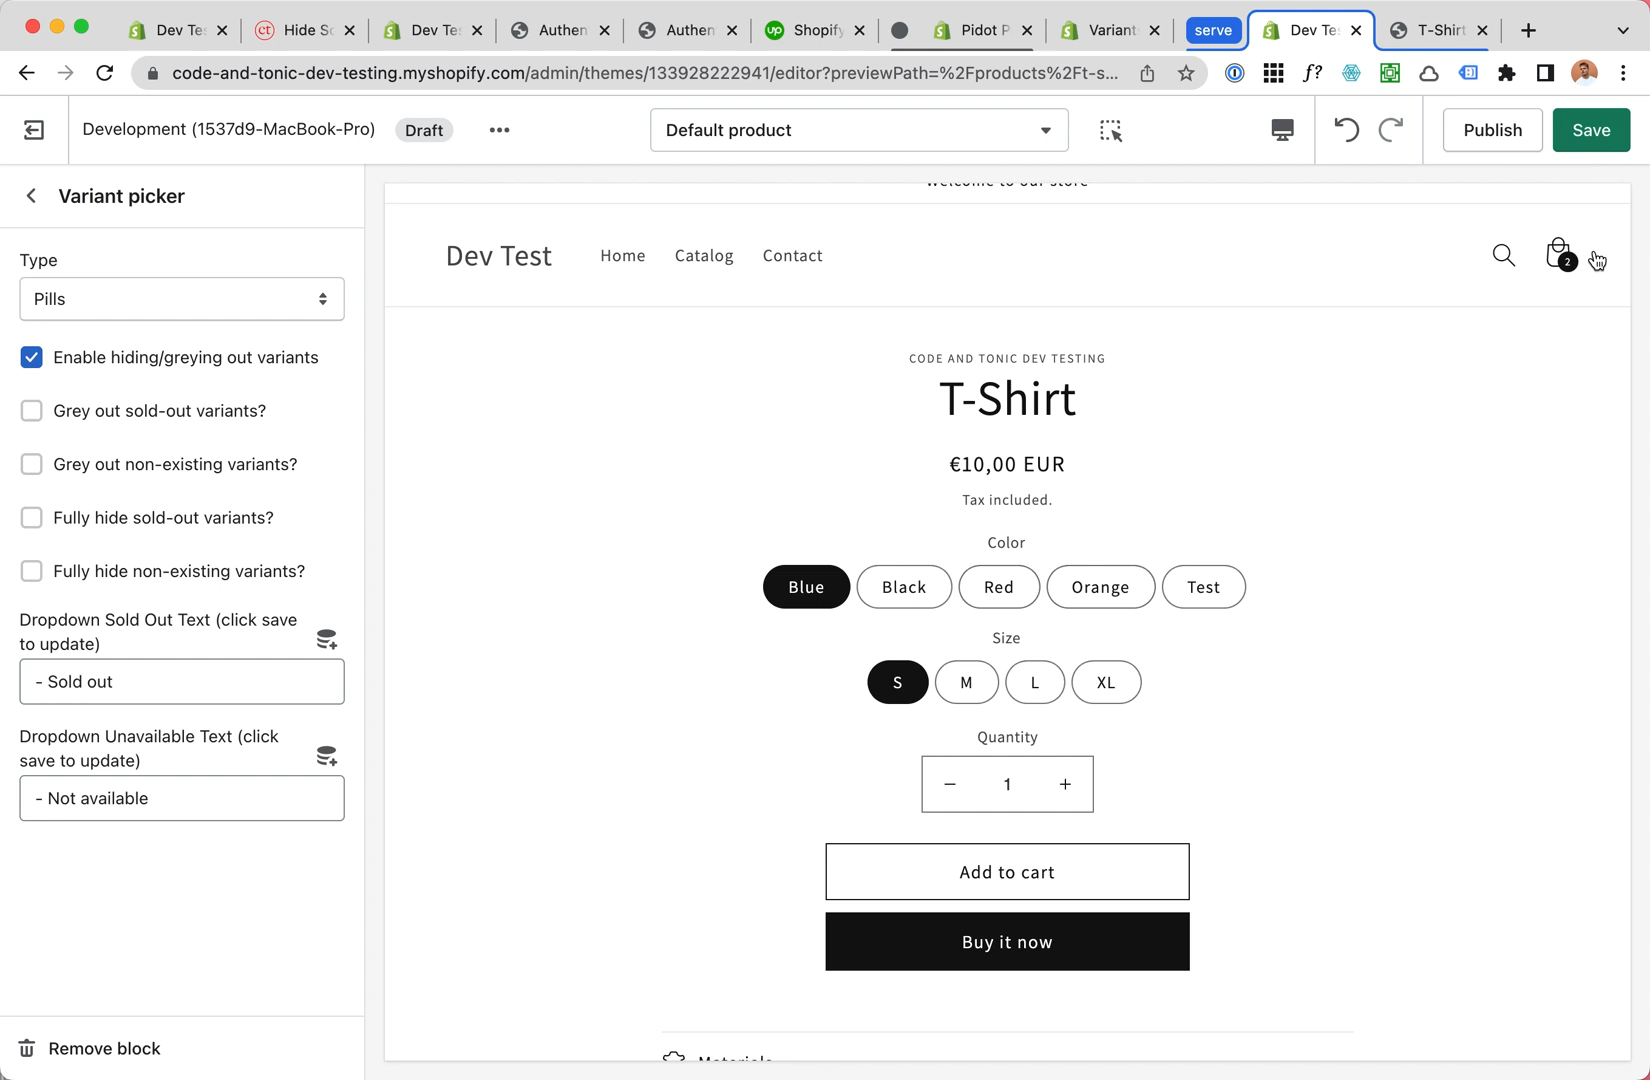 Dev Te
Hide Sc
Dev Te
Authen
Authen
Shopify
Pidot P
Variant
serve
Dev Te
T-Shirt
code-and-tonic-dev-testing.myshopify.com/admin/themes/133928222941/editor?previewPath=%2Fproducts%2Ft-s...
Development (1537d9-MacBook-Pro)
Draft
Default product
Publish
Save
Variant picker
Type
Pills
Enable hiding/greying out variants
Grey out sold-out variants?
Grey out non-existing variants?
Fully hide sold-out variants?
Fully hide non-existing variants?
Dropdown Sold Out Text (click save
to update)
- Sold out
Dropdown Unavailable Text (click
save to update)
- Not available
Remove block
Welcome to our store
Dev Test
Home
Catalog
Contact
2
CODE AND TONIC DEV TESTING
T-Shirt
€10,00 EUR
Tax included.
Color
Blue
Black
Red
Orange
Test
Size
S
M
L
XL
Quantity
− 1 +
Add to cart
Buy it now
Materials